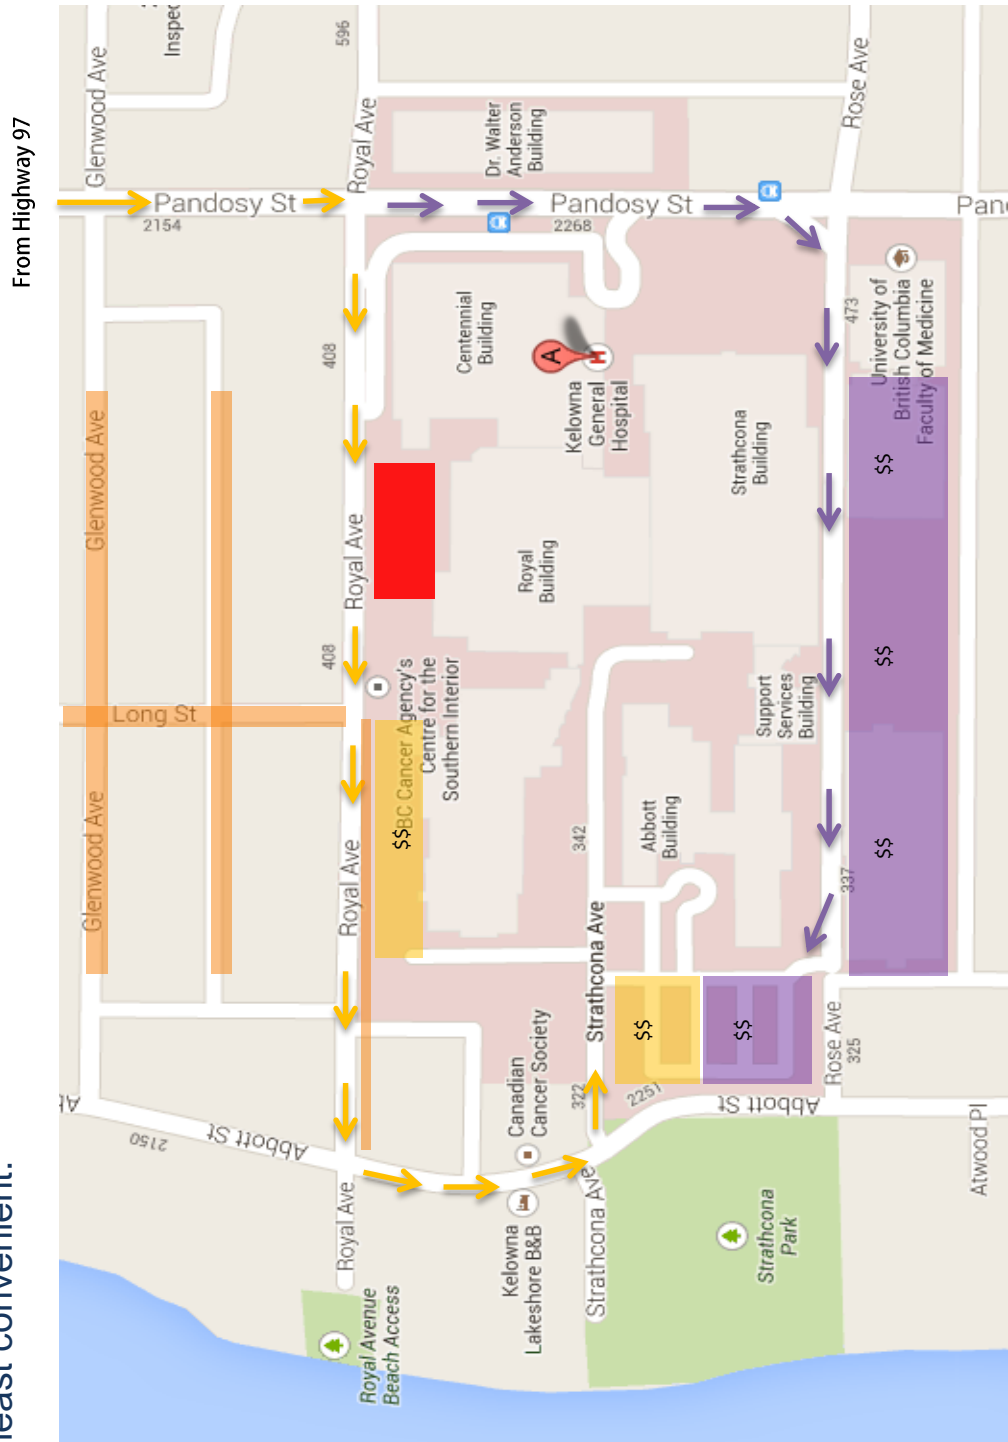 least convenient.
From Highway 97
Glenwood Ave
Inspec
596
Royal Ave
Dr. Walter
Anderson
Building
Rose Ave
Pandosy St
2154
Pandosy St
2268
Pan
408
Centennial
Building
A
H
Kelowna
General
Hospital
Strathcona
Building
473
University of
British Columbia
Faculty of Medicine
Glenwood Ave
Royal Ave
Royal
Building
$$
408
Long St
BC Cancer Agency's
Centre for the
Southern Interior
Support
Services
Building
$$
Glenwood Ave
Royal Ave
$$
342
Abbott
Building
337
$$
Strathcona Ave
$$
$$
Rose Ave
325
Canadian
Cancer Society
322
2251
Abbott St
Ab
2150
Abbott St
Atwood Pl
Royal Ave
Kelowna
Lakeshore B&B
Strathcona Ave
Strathcona
Park
Royal Avenue
Beach Access